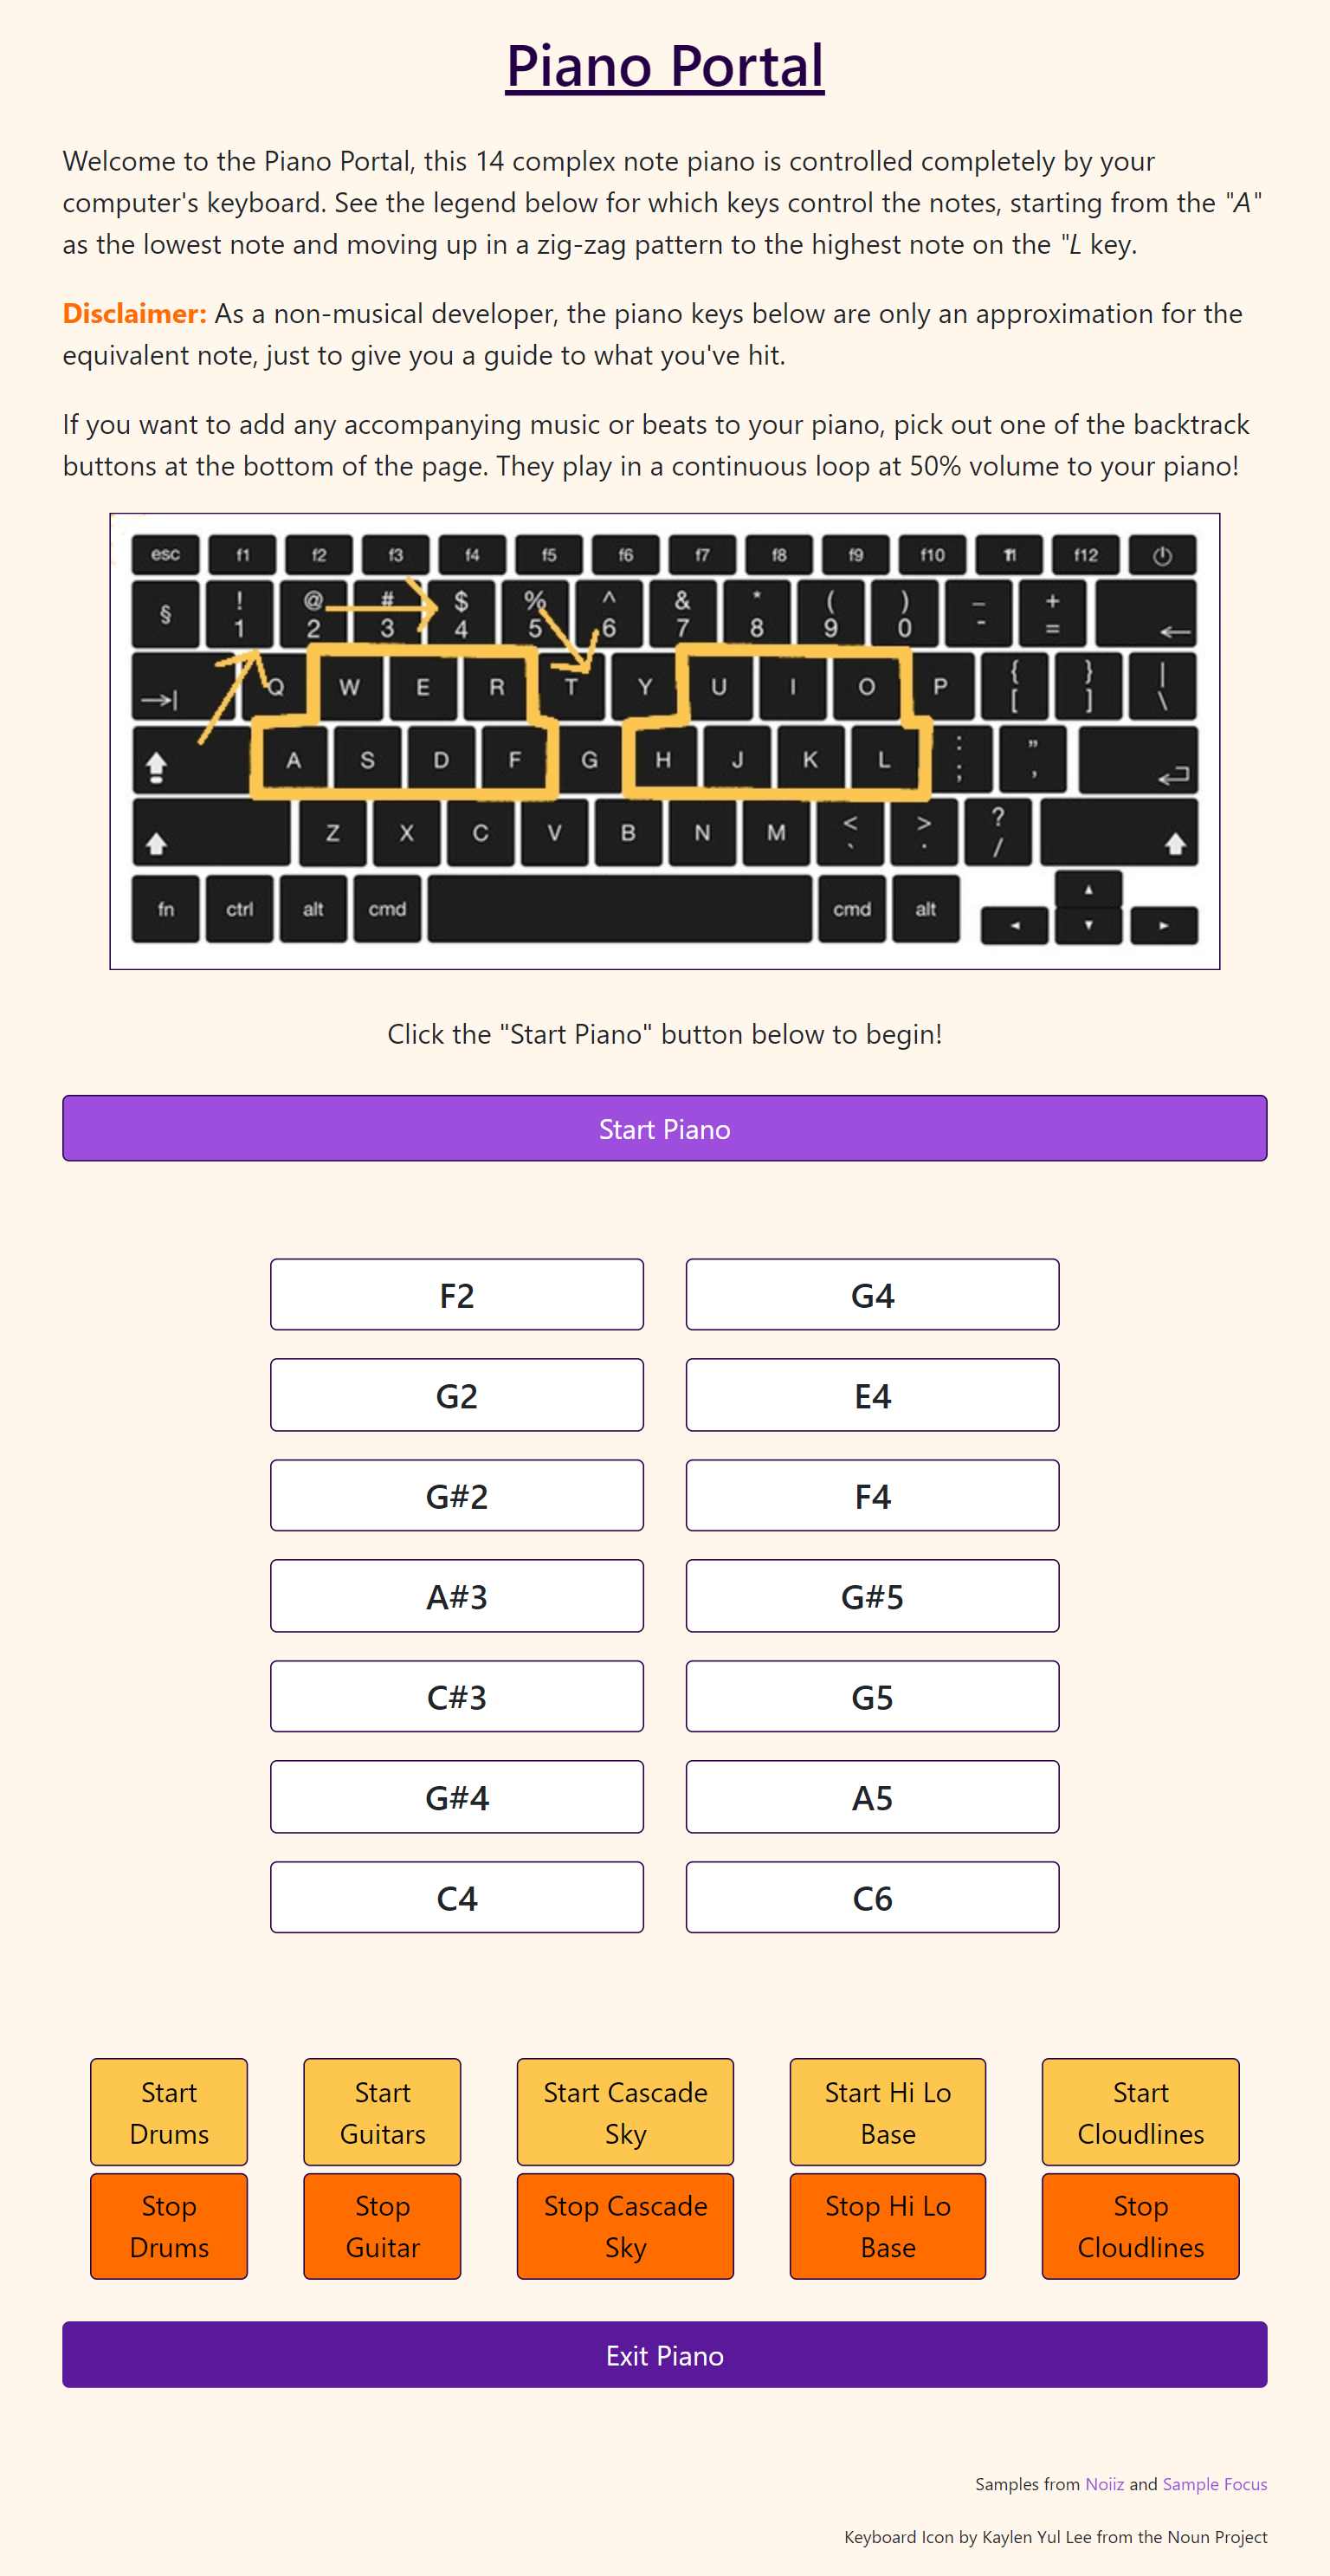 Piano Portal
Welcome to the Piano Portal, this 14 complex note piano is controlled completely by your
computer's keyboard. See the legend below for which keys control the notes, starting from the "A"
as the lowest note and moving up in a zig-zag pattern to the highest note on the "L key.
Disclaimer: As a non-musical developer, the piano keys below are only an approximation for the
equivalent note, just to give you a guide to what you've hit.
If you want to add any accompanying music or beats to your piano, pick out one of the backtrack
buttons at the bottom of the page. They play in a continuous loop at 50% volume to your piano!
esc f1 f2 f3 f4 f5 f6 f7 f8 f9 f10 f11 f12
§ ! @ # $ % ^ & * ( ) _ +
1 2 3 4 5 6 7 8 9 0 - =
Q W E R T Y U I O P { } |
[ ] \
A S D F G H J K L : "
; ,
Z X C V B N M < > ?
` . /
fn ctrl alt cmd cmd alt
Click the "Start Piano" button below to begin!
Start Piano
F2 G4
G2 E4
G#2 F4
A#3 G#5
C#3 G5
G#4 A5
C4 C6
Start Start Start Cascade Start Hi Lo Start
Drums Guitars Sky Base Cloudlines
Stop Stop Stop Cascade Stop Hi Lo Stop
Drums Guitar Sky Base Cloudlines
Exit Piano
Samples from Noiiz and Sample Focus
Keyboard Icon by Kaylen Yul Lee from the Noun Project